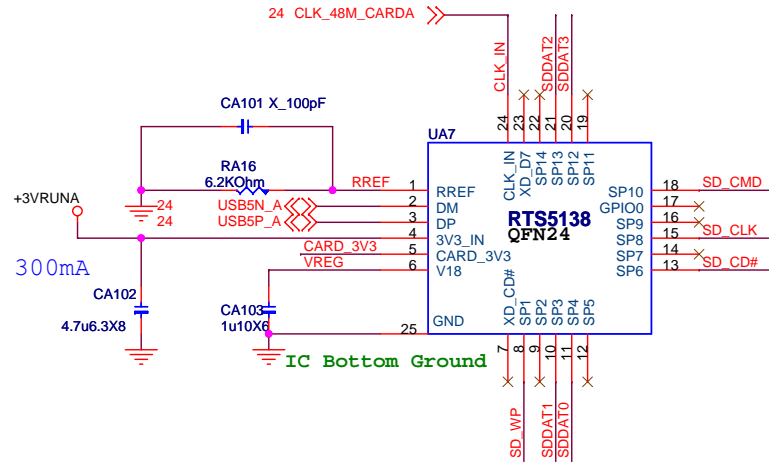 24 CLK_48M_CARDA
CLK_IN
SDDAT2
SDDAT3
CA101 X_100pF
24
23
22
21
20
19
UA7
CLK_IN
XD_D7
SP14
SP13
SP12
SP11
RA16
6.2KOhm
RREF
1
RREF
SP10
18
SD_CMD
+3VRUNA
24
USB5N_A
2
DM
GPIO0
17
24
USB5P_A
3
DP
RTS5138
QFN24
SP9
16
4
3V3_IN
SP8
15
SD_CLK
300mA
CARD_3V3
5
CARD_3V3
SP7
14
VREG
6
V18
SP6
13
SD_CD#
CA102
4.7u6.3X8
CA103
1u10X6
XD_CD#
SP1
SP2
SP3
SP4
SP5
25
GND
IC Bottom Ground
7
8
9
10
11
12
SD_WP
SDDAT1
SDDAT0